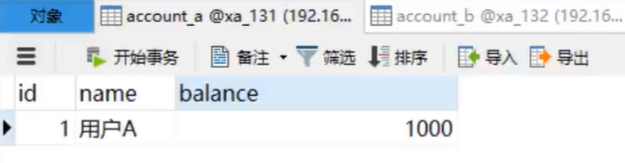 对象 account_a @xa_131 (192.16... account_b @xa_132 (192.16...
开始事务 备注 筛选 排序 导入 导出
id name balance
1 用户A 1000